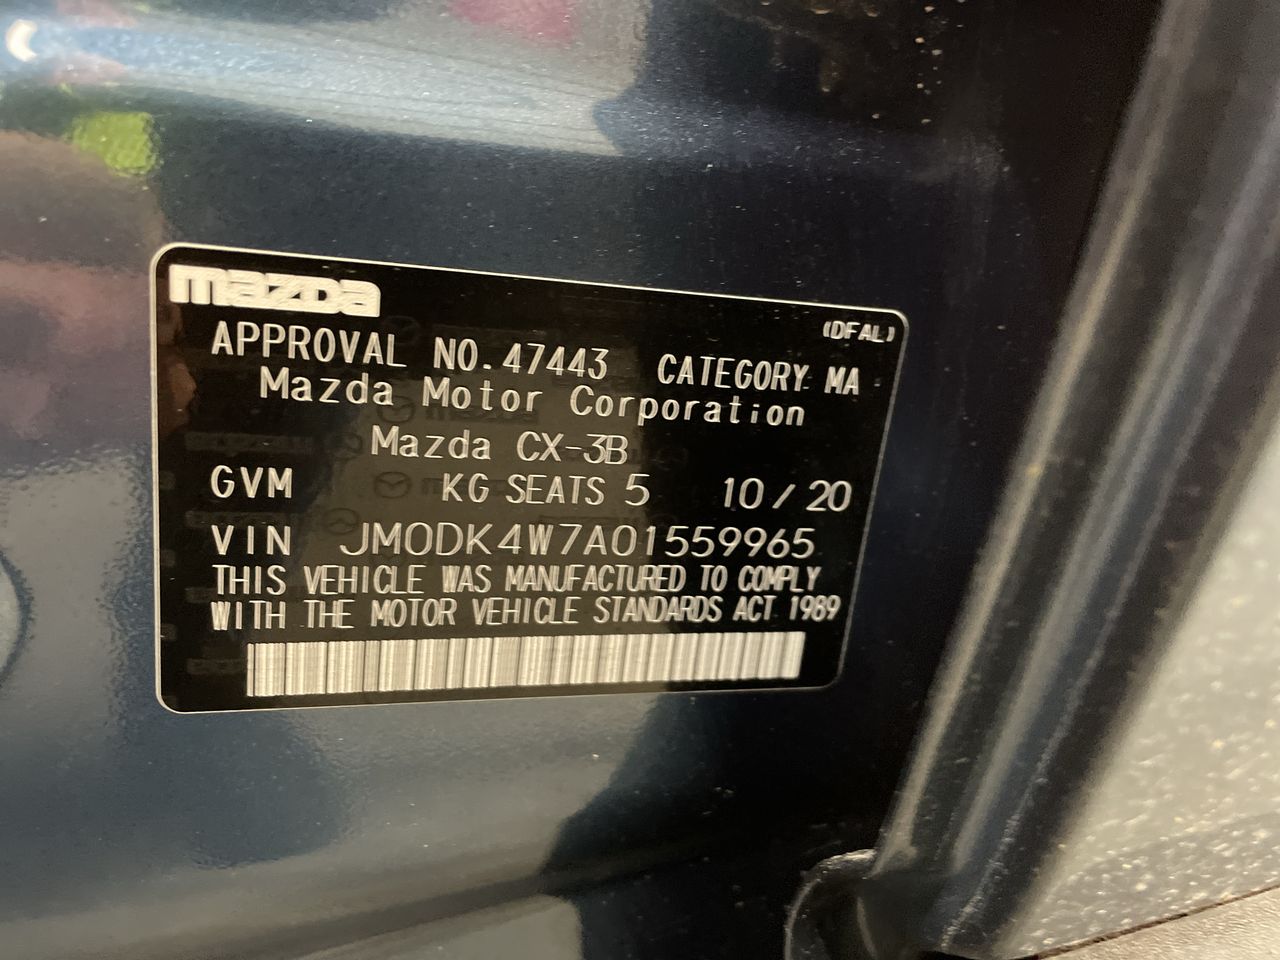 mazda
(DFAL)
APPROVAL NO.47443 CATEGORY MA
Mazda Motor Corporation
Mazda CX-3B
GVM KG SEATS 5 10/20
VIN JM0DK4W7A01559965
THIS VEHICLE WAS MANUFACTURED TO COMPLY
WITH THE MOTOR VEHICLE STANDARDS ACT 1989